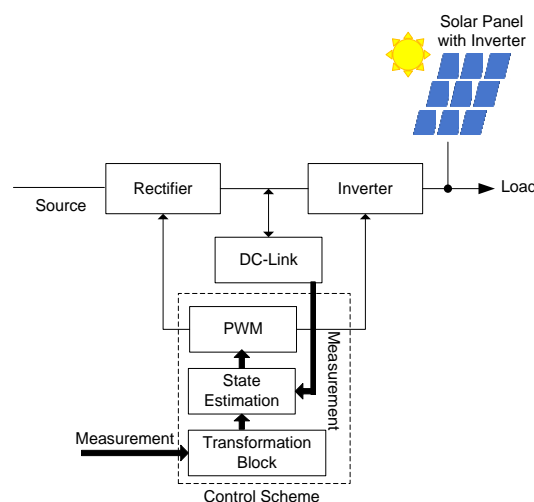 Solar Panel
with Inverter
Rectifier
Inverter
Source
Load
DC-Link
PWM
Measurement
State
Estimation
Measurement
Transformation
Block
Control Scheme